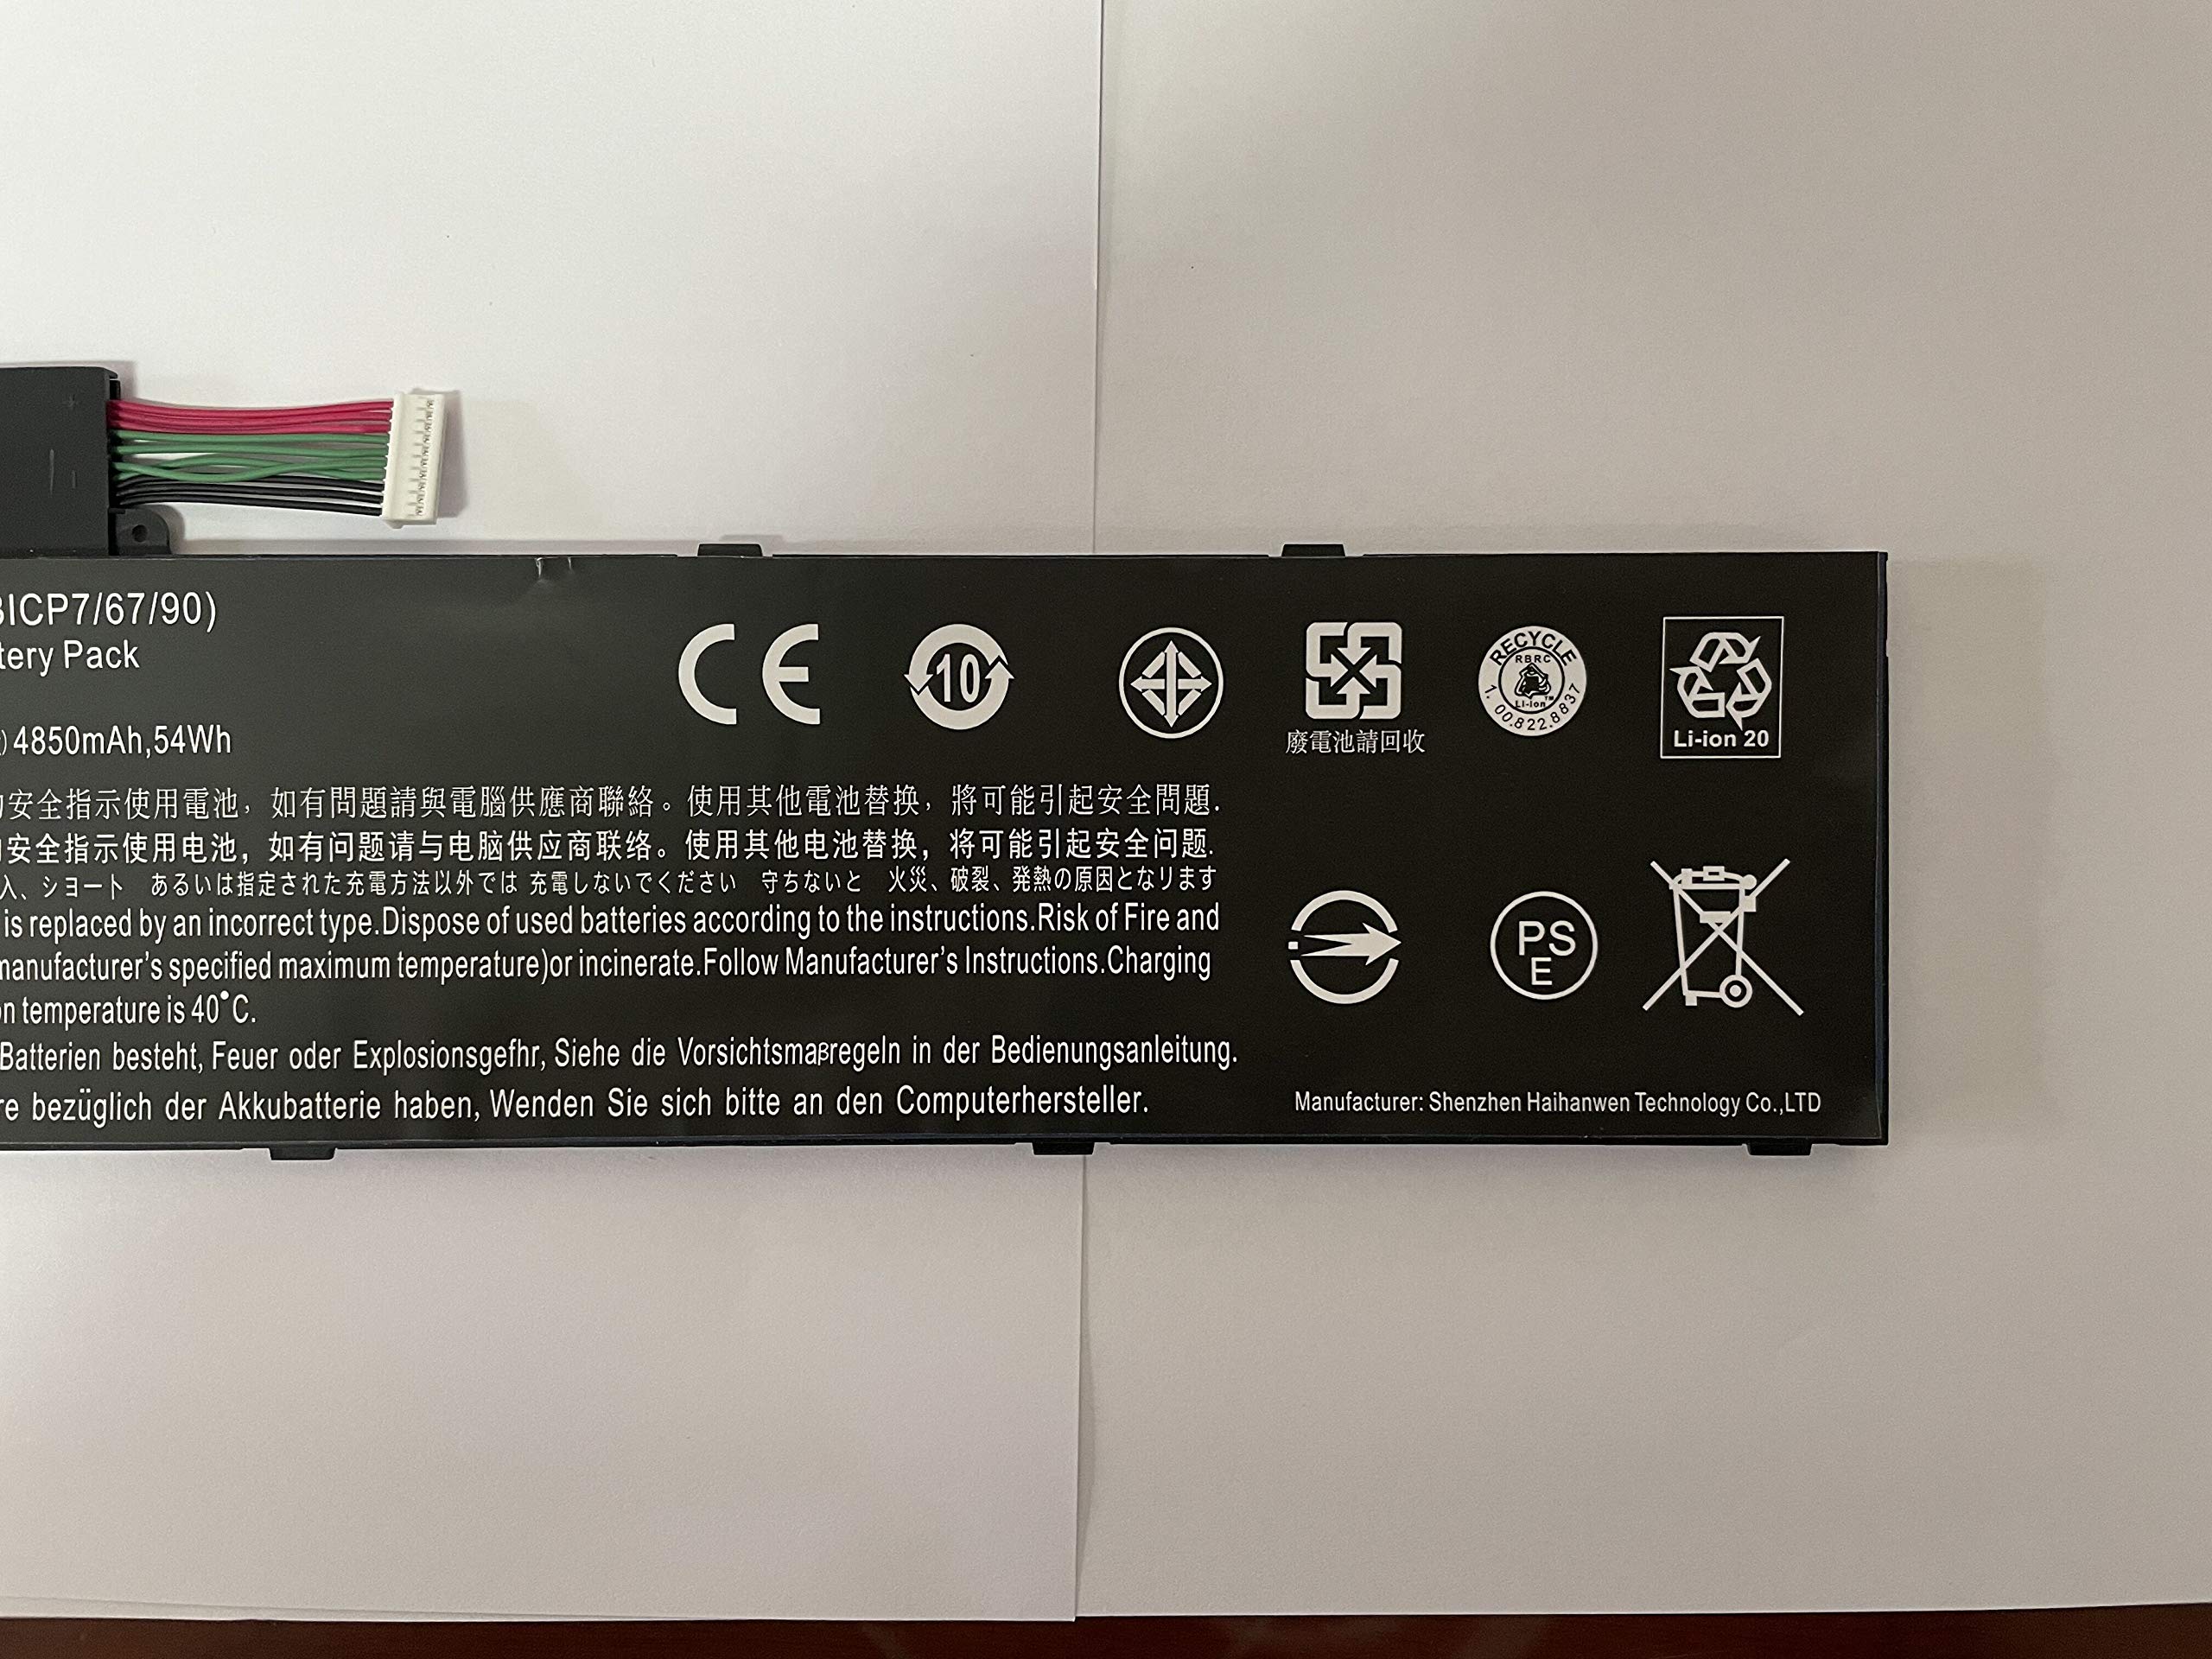 ICP7/67/90)
tery Pack
4850mAh,54Wh
CE
10
廢電池請回收
RECYCLE
RBRC
Li-ion
1.00.822.8837
Li-ion 20
安全指示使用電池，如有問題請與電腦供應商聯絡。使用其他電池替換，將可能引起安全問題.
安全指示使用电池，如有问题请与电脑供应商联络。使用其他电池替换，将可能引起安全问题.
入、ショート　あるいは指定された充電方法以外では 充電しないでください　守ちないと　火災、破裂、発熱の原因となリます
is replaced by an incorrect type.Dispose of used batteries according to the instructions.Risk of Fire and
manufacturer's specified maximum temperature)or incinerate.Follow Manufacturer's Instructions.Charging
on temperature is 40°C.
Batterien besteht, Feuer oder Explosionsgefhr, Siehe die Vorsichtsmaβregeln in der Bedienungsanleitung.
re bezüglich der Akkubatterie haben, Wenden Sie sich bitte an den Computerhersteller.
PS
E
Manufacturer: Shenzhen Haihanwen Technology Co.,LTD